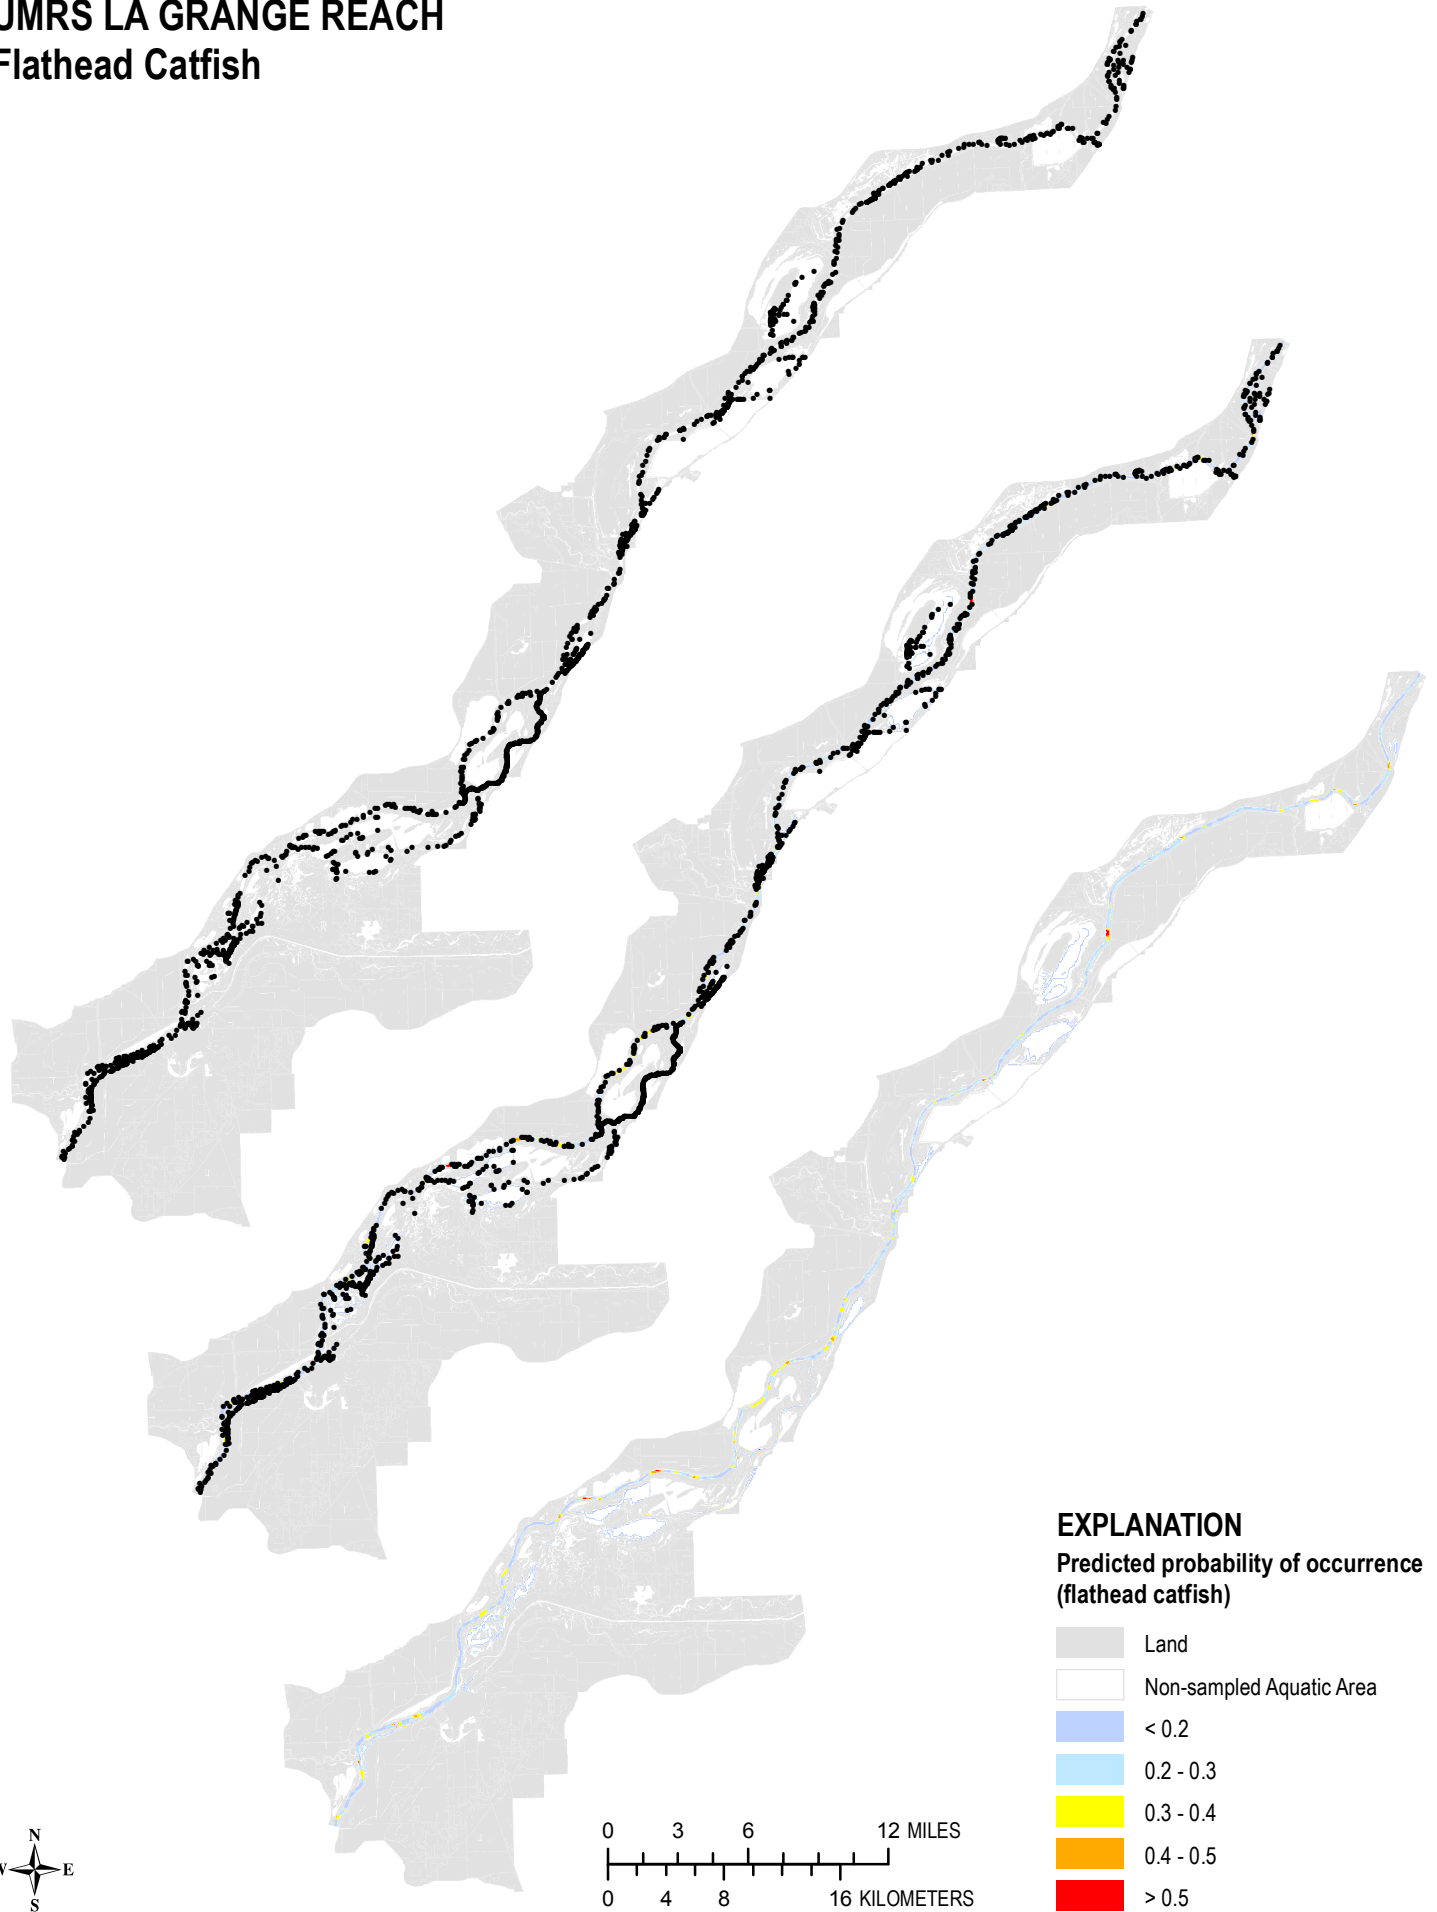 UMRS LA GRANGE REACH
Flathead Catfish
EXPLANATION
Predicted probability of occurrence
(flathead catfish)
Land
Non-sampled Aquatic Area
< 0.2
0.2 - 0.3
0.3 - 0.4
0.4 - 0.5
> 0.5
N
W E
S
0 3 6 12 MILES
0 4 8 16 KILOMETERS